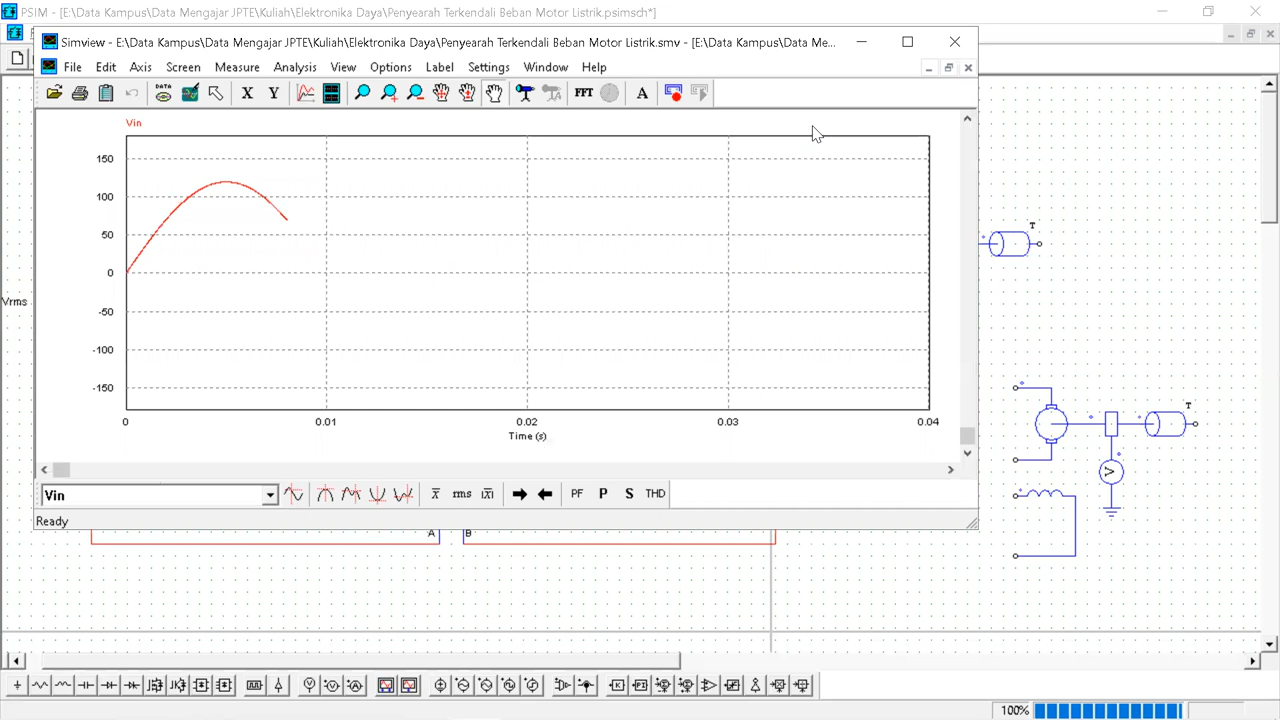 PSIM - [E:\Data Kampus\Data Mengajar JPTE\Kuliah\Elektronika Daya\Penyearah Terkendali Beban Motor Listrik.psimsch*]
Simview - E:\Data Kampus\Data Mengajar JPTE\Kuliah\Elektronika Daya\Penyearah Terkendali Beban Motor Listrik.smv - [E:\Data Kampus\Data Me...
File Edit Axis Screen Measure Analysis View Options Label Settings Window Help
DATA X Y FFT A
Vin
150
100
50
0
-50
-100
-150
0 0.01 0.02 0.03 0.04
Time (s)
Vrms
T
T
V
Vin
x rms |x| PF P S THD
Ready
A B
100%